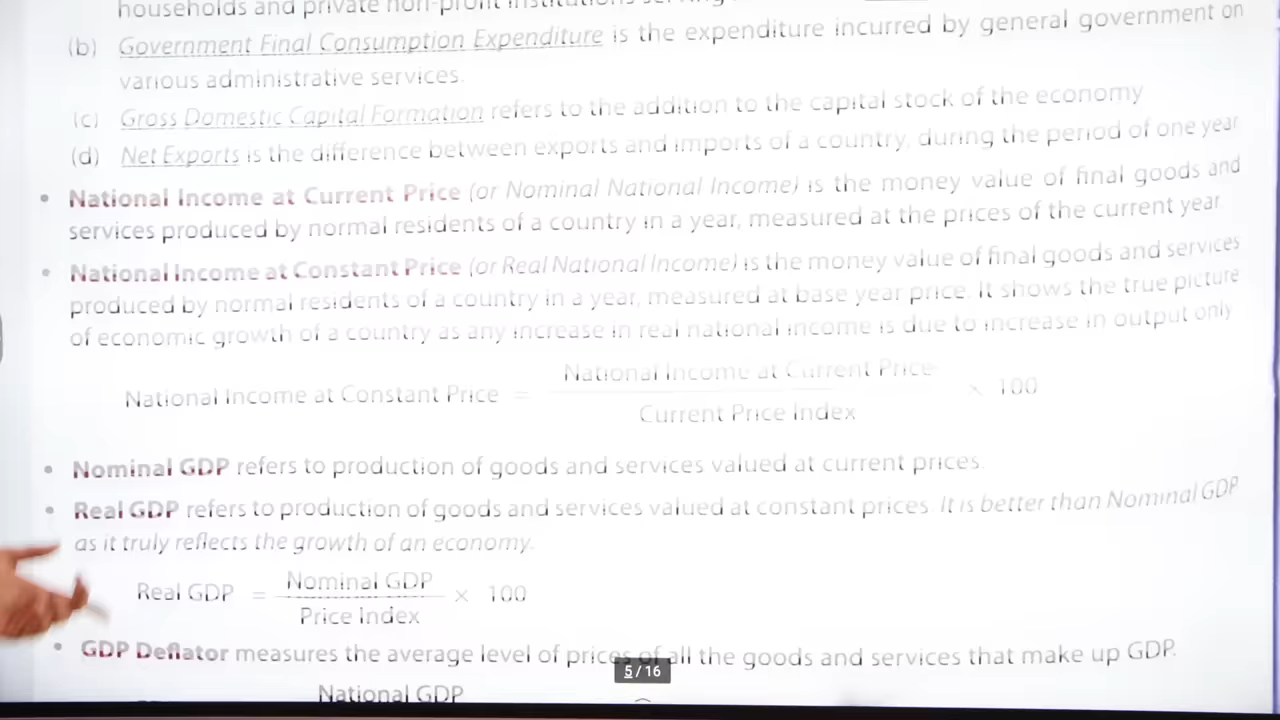 households and private non-profit institutions
(b) Government Final Consumption Expenditure is the expenditure incurred by general government on
various administrative services.
(c) Gross Domestic Capital Formation refers to the addition to the capital stock of the economy
(d) Net Exports is the difference between exports and imports of a country, during the period of one year
• National Income at Current Price (or Nominal National Income) is the money value of final goods and
services produced by normal residents of a country in a year, measured at the prices of the current year
• National Income at Constant Price (or Real National Income) is the money value of final goods and services
produced by normal residents of a country in a year, measured at base year price. It shows the true picture
of economic growth of a country as any increase in real national income is due to increase in output only
National Income at Constant Price = National Income at Current Price
Current Price Index
× 100
• Nominal GDP refers to production of goods and services valued at current prices.
• Real GDP refers to production of goods and services valued at constant prices. It is better than Nominal GDP
as it truly reflects the growth of an economy.
Real GDP = Nominal GDP
Price Index
× 100
• GDP Deflator measures the average level of prices of all the goods and services that make up GDP.
5 / 16
National GDP